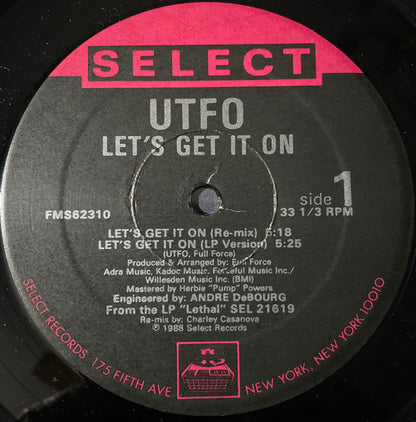 SELECT
UTFO
LET'S GET IT ON
side 1
FMS62310
33 1/3 RPM
LET'S GET IT ON (Re-mix) 5:18
LET'S GET IT ON (LP Version) 5:25
(UTFO, Full Force)
Produced & Arranged by: Full Force
Adra Music, Kadoc Music, Forceful Music Inc./
Willesden Music Inc. (BMI)
Mastered by Herbie "Pump" Powers
Engineered by: ANDRE DeBOURG
From the LP "Lethal" SEL 21619
Re-mix by: Charley Casanova
℗ 1988 Select Records
SELECT RECORDS 175 FIFTH AVE NEW YORK, NEW YORK 10010